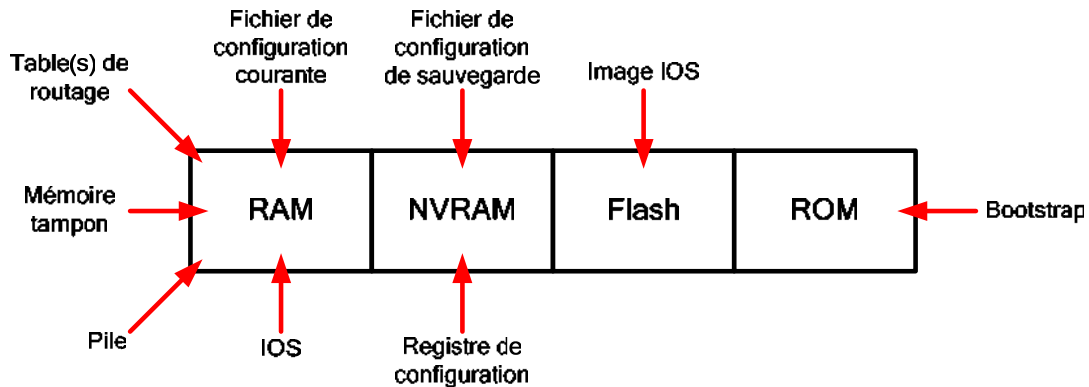 Fichier de
configuration
courante
Fichier de
configuration
de sauvegarde
Table(s) de
routage
Image IOS
Mémoire
tampon
RAM
NVRAM
Flash
ROM
Bootstrap
Pile
IOS
Registre de
configuration